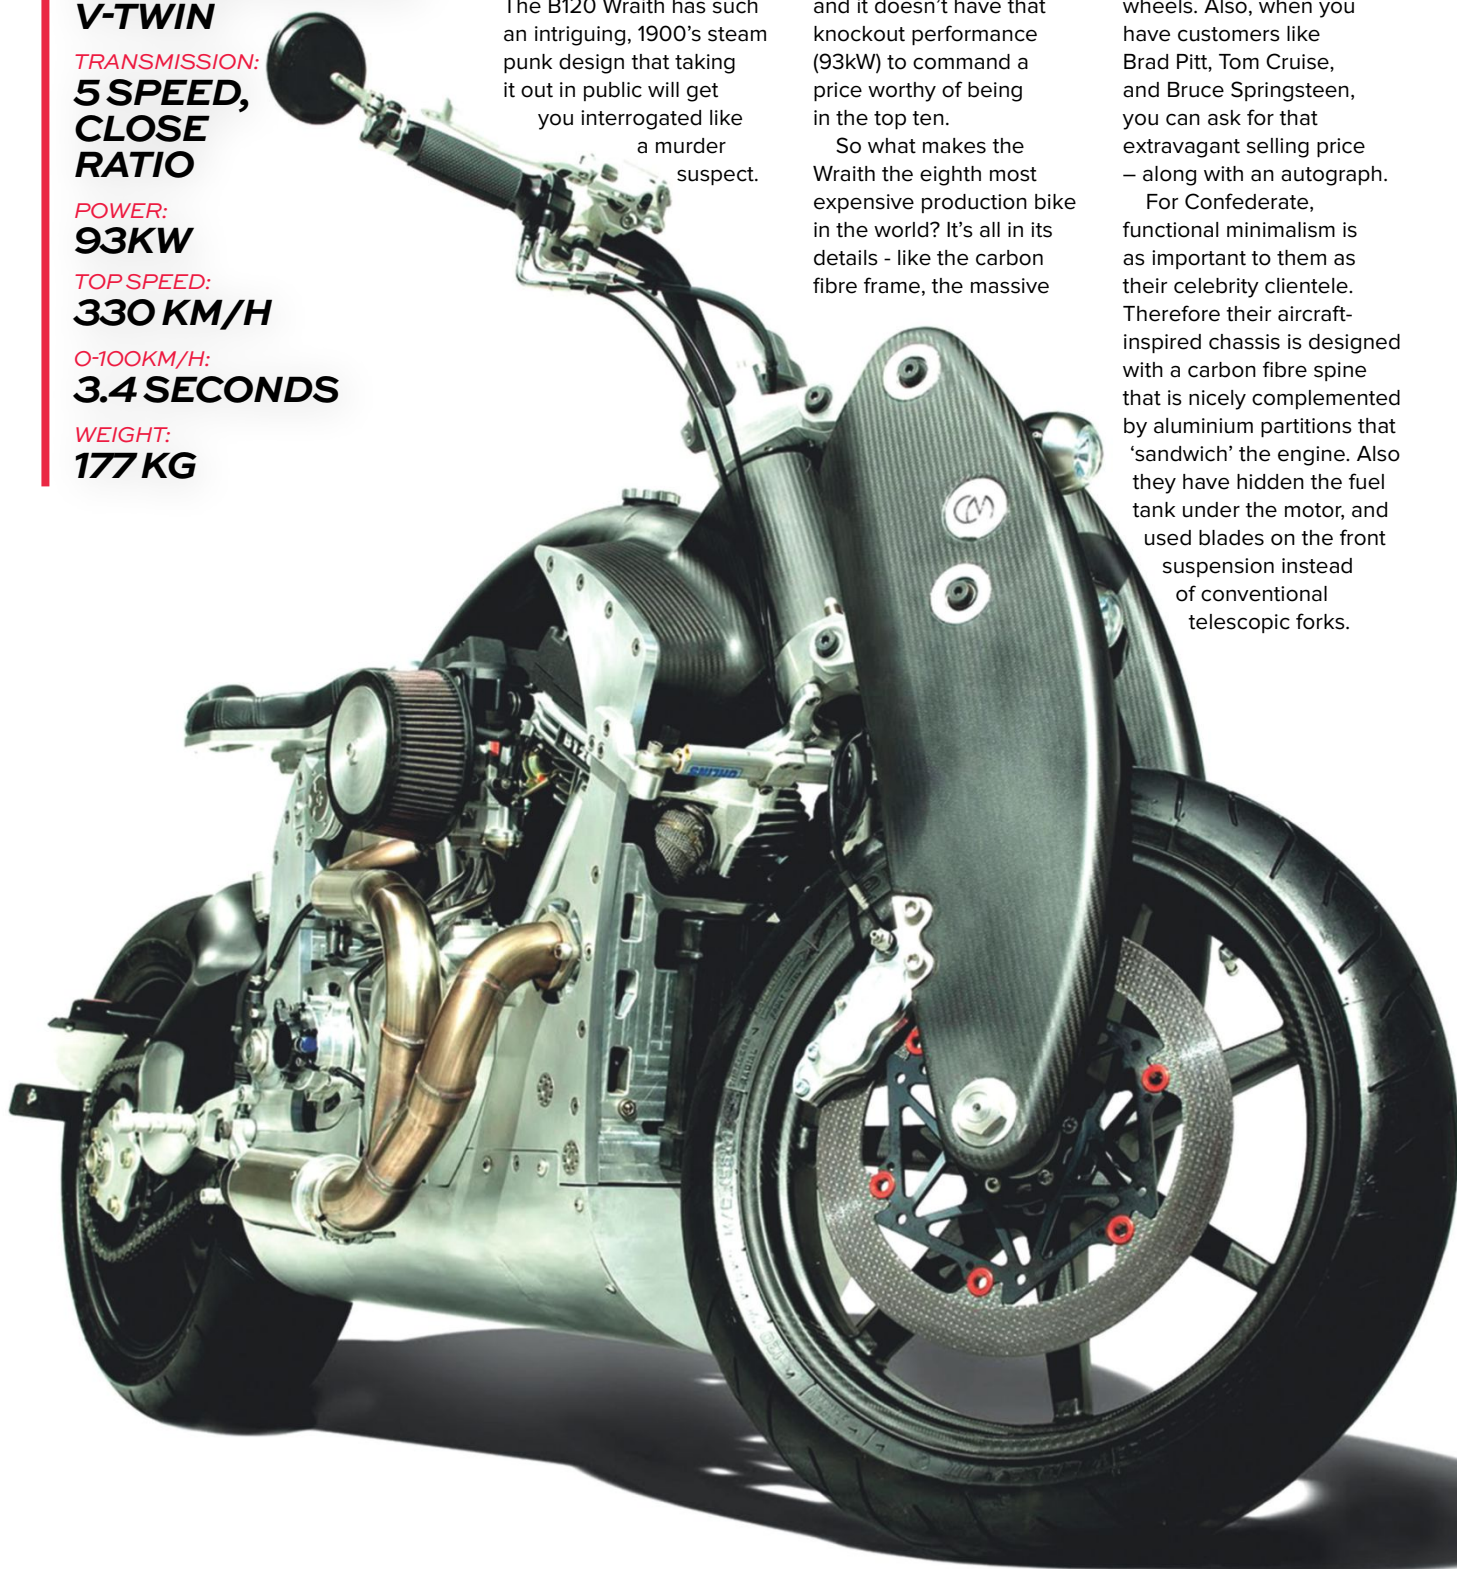 V-TWIN
TRANSMISSION:
5 SPEED,
CLOSE
RATIO
POWER:
93KW
TOP SPEED:
330 KM/H
0-100KM/H:
3.4 SECONDS
WEIGHT:
177 KG
The B120 Wraith has such
an intriguing, 1900’s steam
punk design that taking
it out in public will get
you interrogated like
a murder
suspect.
and it doesn’t have that
knockout performance
(93kW) to command a
price worthy of being
in the top ten.
So what makes the
Wraith the eighth most
expensive production bike
in the world? It’s all in its
details - like the carbon
fibre frame, the massive
wheels. Also, when you
have customers like
Brad Pitt, Tom Cruise,
and Bruce Springsteen,
you can ask for that
extravagant selling price
– along with an autograph.
For Confederate,
functional minimalism is
as important to them as
their celebrity clientele.
Therefore their aircraft-
inspired chassis is designed
with a carbon fibre spine
that is nicely complemented
by aluminium partitions that
‘sandwich’ the engine. Also
they have hidden the fuel
tank under the motor, and
used blades on the front
suspension instead
of conventional
telescopic forks.
OHLINS